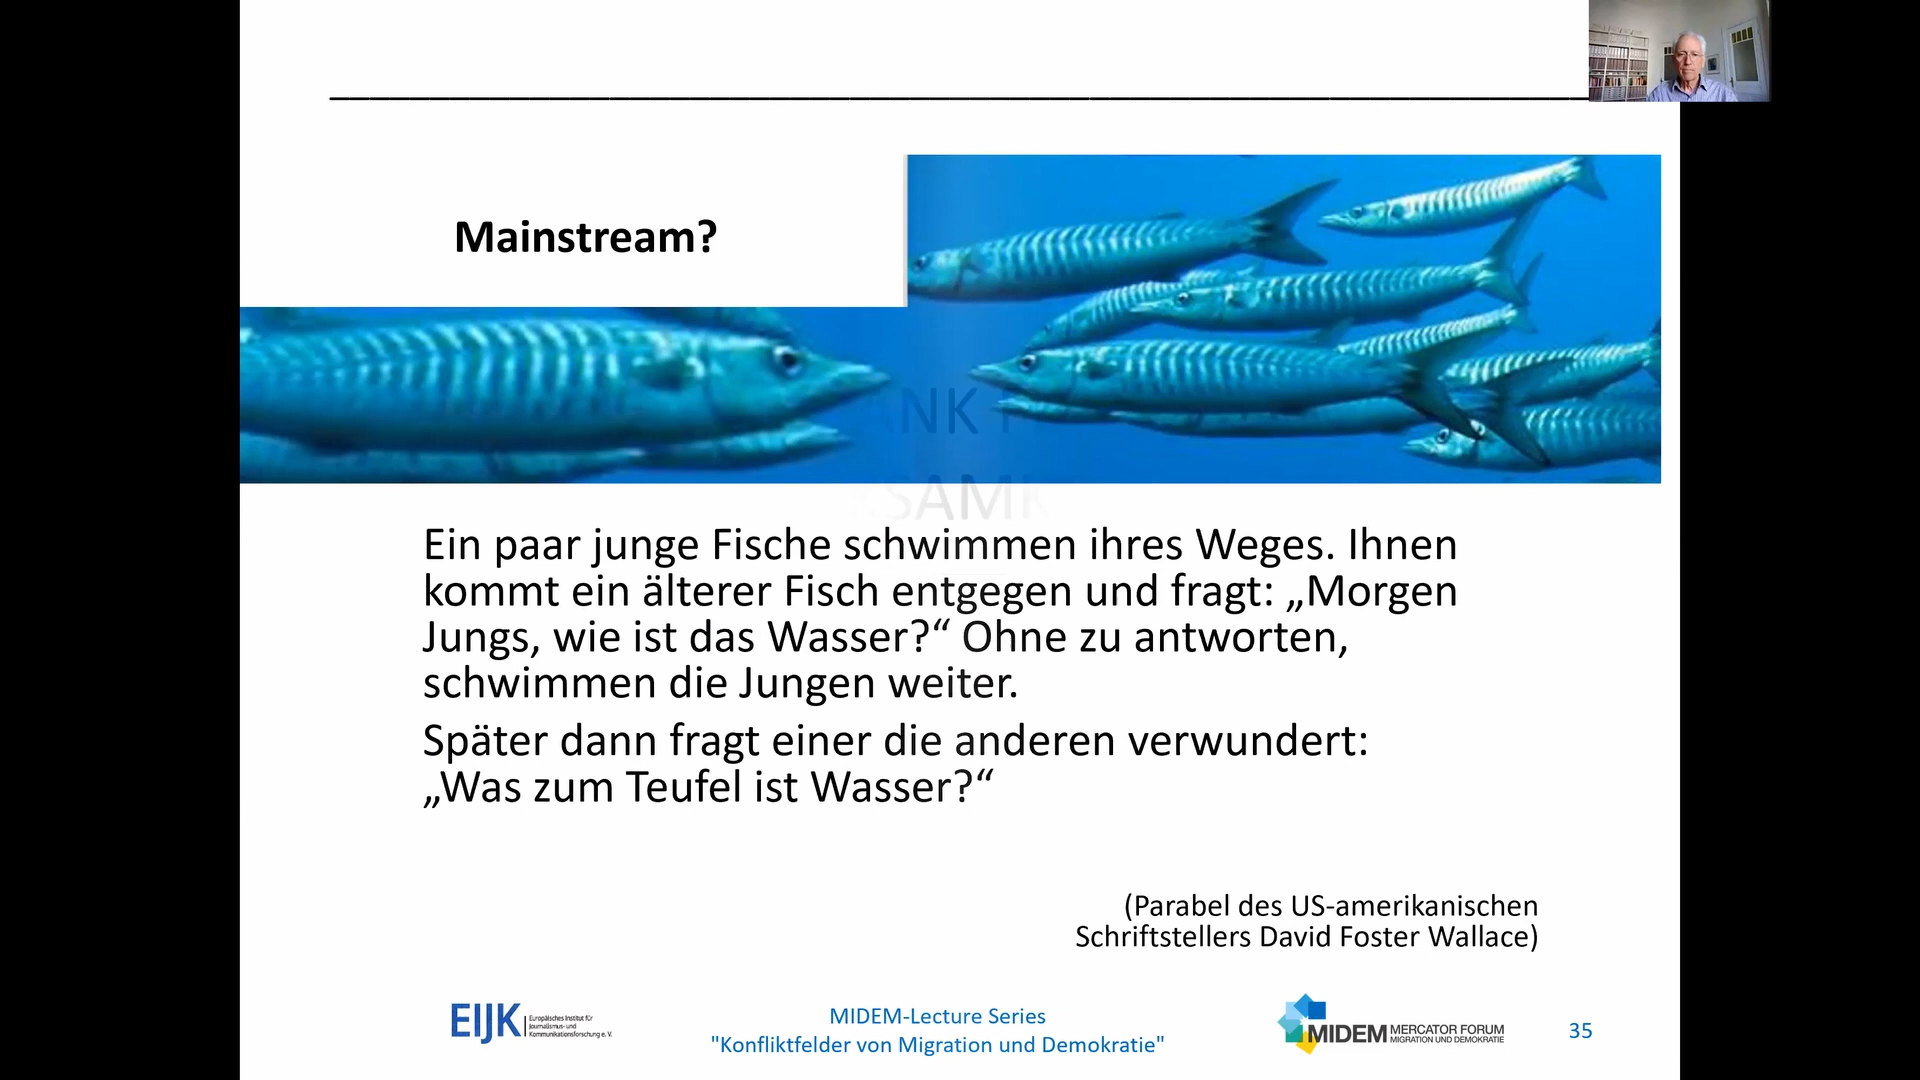 Mainstream?
ANK
SAM
Ein paar junge Fische schwimmen ihres Weges. Ihnen
kommt ein älterer Fisch entgegen und fragt: „Morgen
Jungs, wie ist das Wasser?“ Ohne zu antworten,
schwimmen die Jungen weiter.
Später dann fragt einer die anderen verwundert:
„Was zum Teufel ist Wasser?“
(Parabel des US-amerikanischen
Schriftstellers David Foster Wallace)
EIJK
Europäisches Institut für
Journalismus- und
Kommunikationsforschung e. V.
MIDEM-Lecture Series
"Konfliktfelder von Migration und Demokratie"
MIDEM MERCATOR FORUM
MIGRATION UND DEMOKRATIE
35